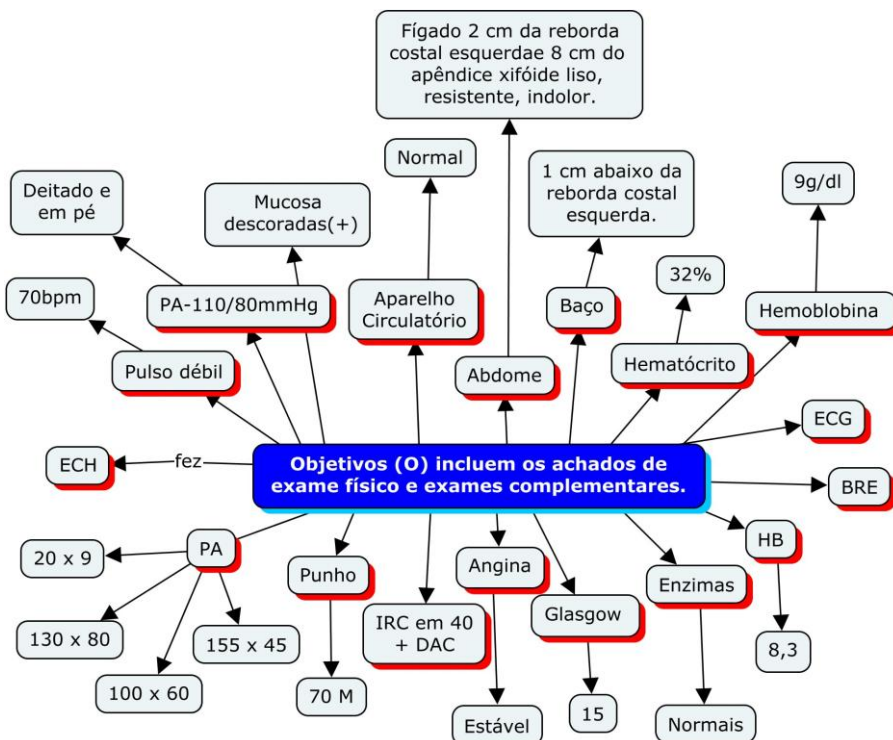 Fígado 2 cm da reborda
costal esquerdae 8 cm do
apêndice xifóide liso,
resistente, indolor.
Normal
1 cm abaixo da
reborda costal
esquerda.
9g/dl
Deitado e
em pé
Mucosa
descoradas(+)
32%
70bpm
PA-110/80mmHg
Aparelho
Circulatório
Baço
Hemoblobina
Pulso débil
Abdome
Hematócrito
ECG
ECH
fez
Objetivos (O) incluem os achados de
exame físico e exames complementares.
BRE
PA
20 x 9
Punho
Angina
HB
Enzimas
130 x 80
155 x 45
IRC em 40
+ DAC
Glasgow
8,3
100 x 60
70 M
Estável
15
Normais